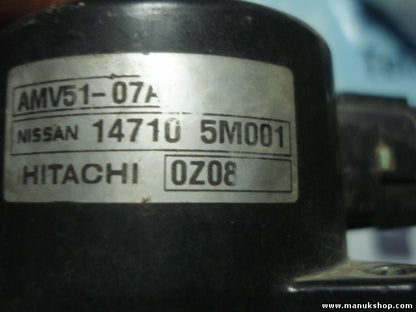 AMV51-07A
NISSAN 14710 5M001
HITACHI 0Z08
www.manukshop.com